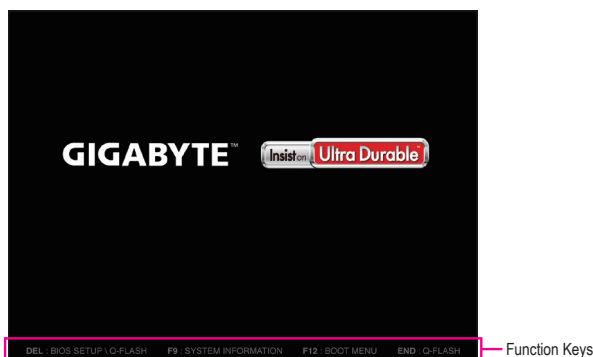 GIGABYTE™
Insist on Ultra Durable™
DEL : BIOS SETUP \ Q-FLASH F9 : SYSTEM INFORMATION F12 : BOOT MENU END : Q-FLASH
Function Keys